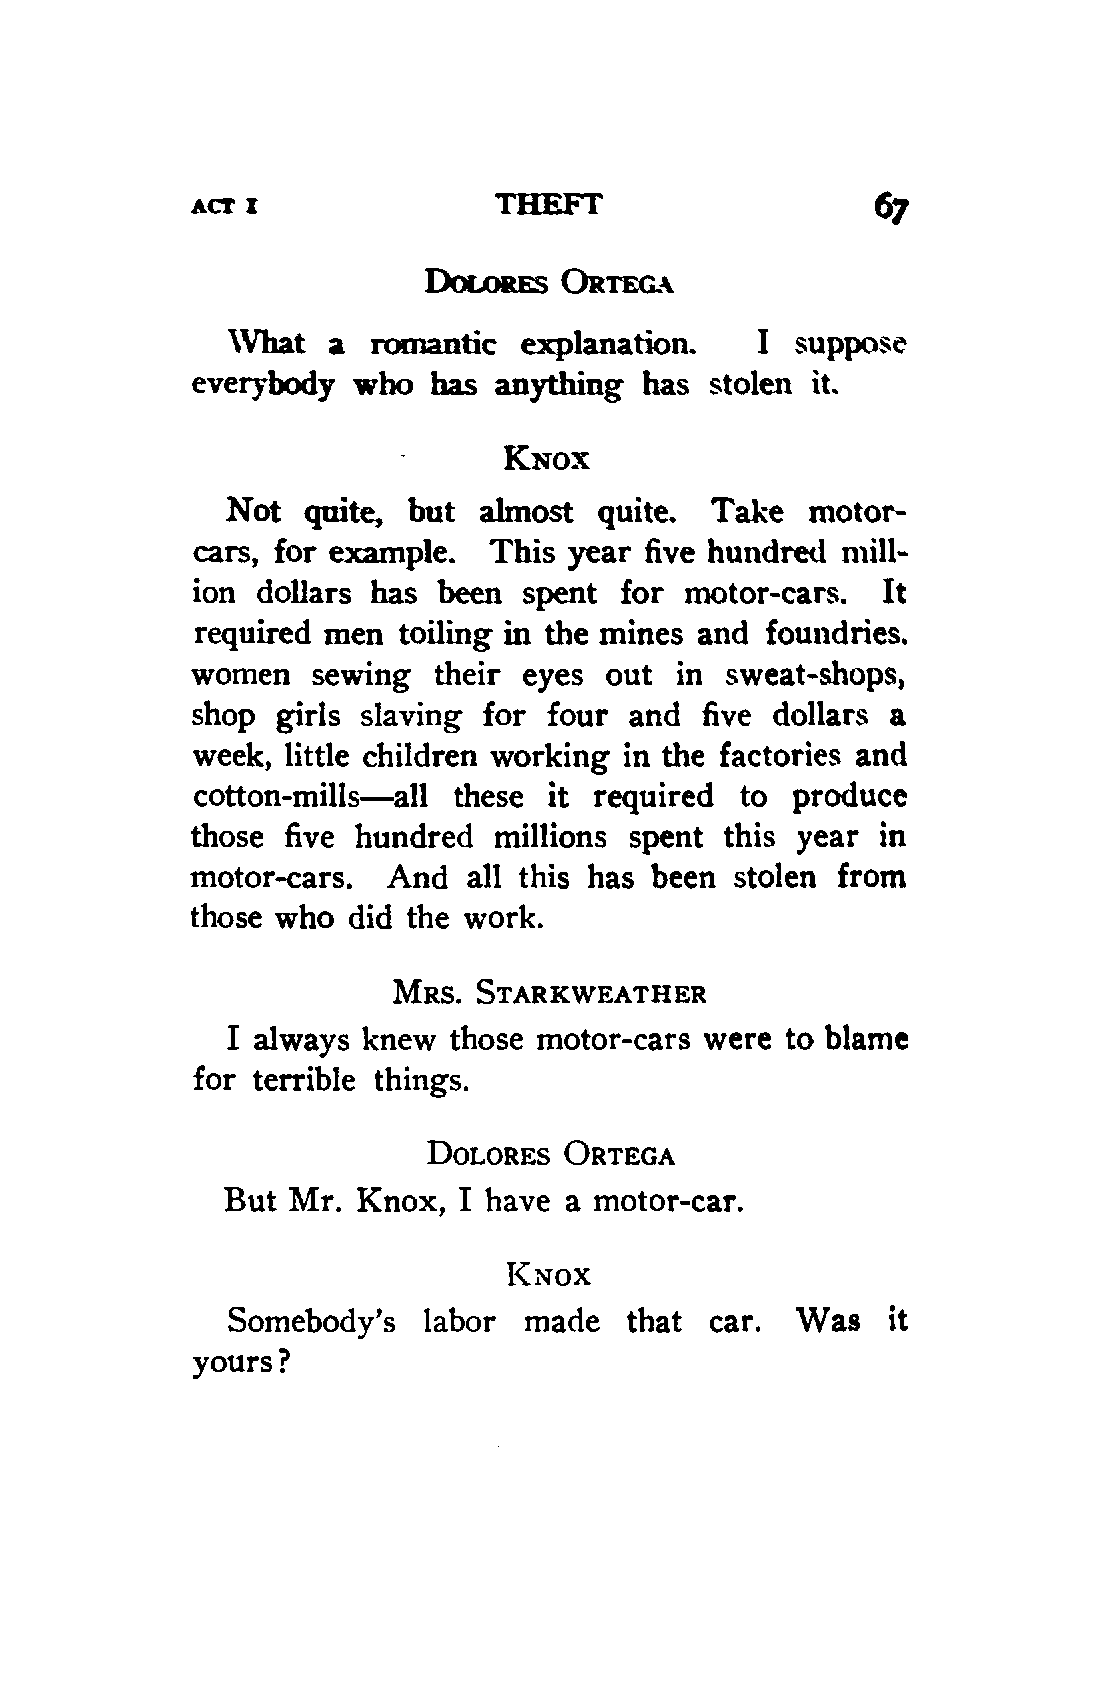 ACT I THEFT 67
DOLORES ORTEGA
What a romantic explanation. I suppose
everybody who has anything has stolen it.
KNOX
Not quite, but almost quite. Take motor-
cars, for example. This year five hundred mill-
ion dollars has been spent for motor-cars. It
required men toiling in the mines and foundries.
women sewing their eyes out in sweat-shops,
shop girls slaving for four and five dollars a
week, little children working in the factories and
cotton-mills—all these it required to produce
those five hundred millions spent this year in
motor-cars. And all this has been stolen from
those who did the work.
MRS. STARKWEATHER
I always knew those motor-cars were to blame
for terrible things.
DOLORES ORTEGA
But Mr. Knox, I have a motor-car.
KNOX
Somebody's labor made that car. Was it
yours?